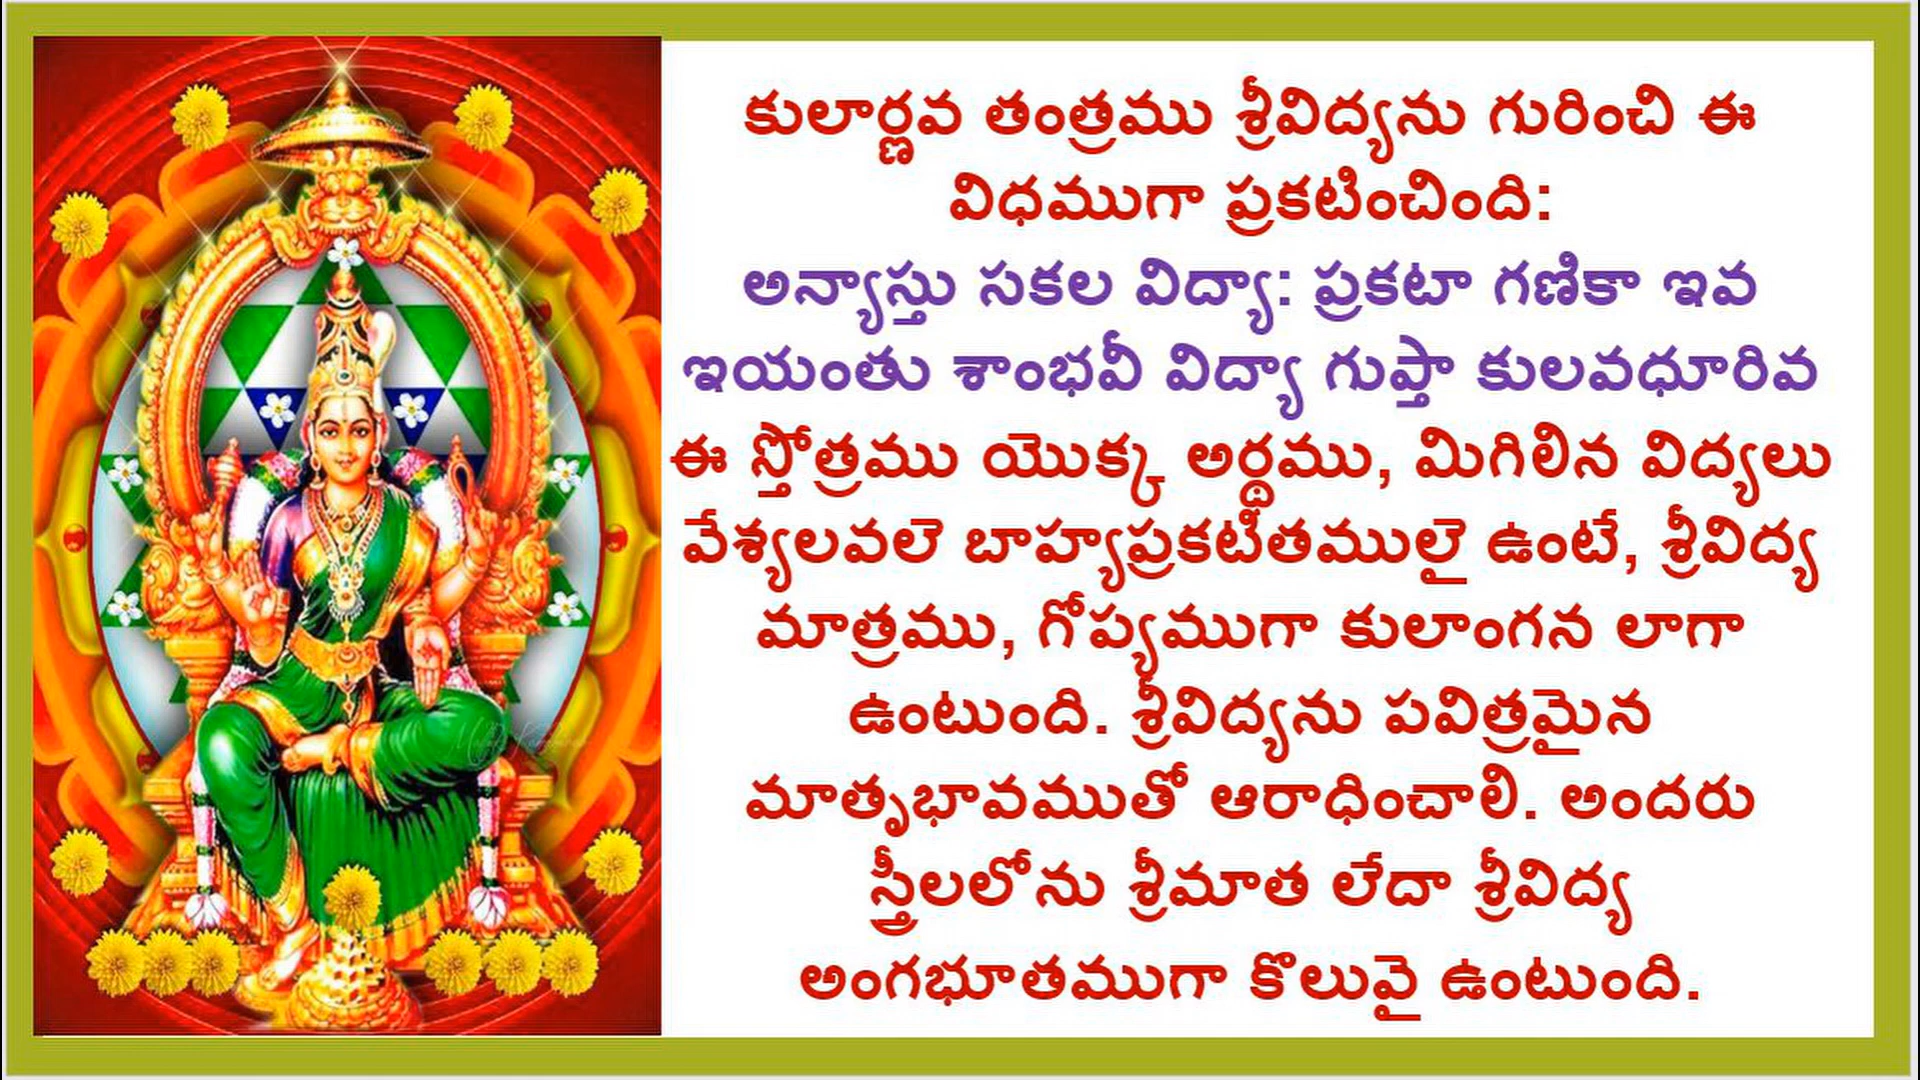 కులార్ణవ తంత్రము శ్రీవిద్యను గురించి ఈ
విధముగా ప్రకటించింది:
అన్యాస్తు సకల విద్యా: ప్రకటా గణికా ఇవ
ఇయంతు శాంభవీ విద్యా గుప్తా కులవధూరివ
ఈ స్తోత్రము యొక్క అర్థము, మిగిలిన విద్యలు
వేశ్యలవలె బాహ్యప్రకటితములై ఉంటే, శ్రీవిద్య
మాత్రము, గోప్యముగా కులాంగన లాగా
ఉంటుంది. శ్రీవిద్యను పవిత్రమైన
మాతృభావముతో ఆరాధించాలి. అందరు
స్త్రీలలోను శ్రీమాత లేదా శ్రీవిద్య
అంగభూతముగా కొలువై ఉంటుంది.